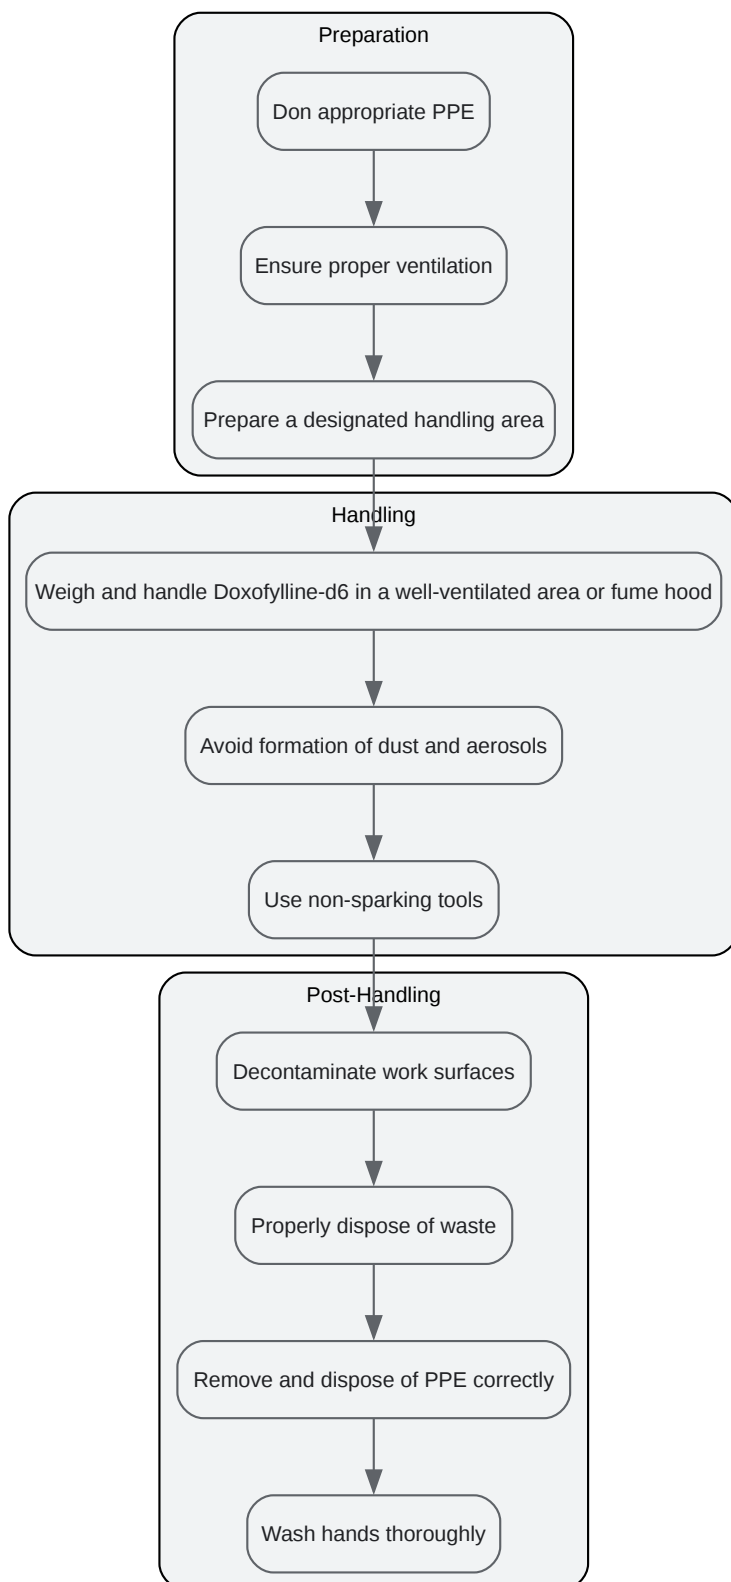 Preparation
Don appropriate PPE
Ensure proper ventilation
Prepare a designated handling area
Handling
Weigh and handle Doxofylline-d6 in a well-ventilated area or fume hood
Avoid formation of dust and aerosols
Use non-sparking tools
Post-Handling
Decontaminate work surfaces
Properly dispose of waste
Remove and dispose of PPE correctly
Wash hands thoroughly